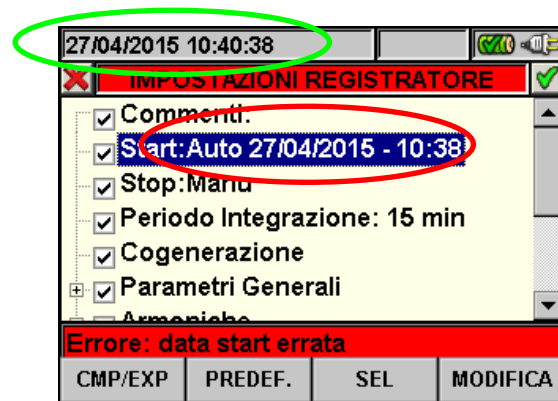 27/04/2015 10:40:38
IMPOSTAZIONI REGISTRATORE
Commenti:
Start:Auto 27/04/2015 - 10:38
Stop:Manu
Periodo Integrazione: 15 min
Cogenerazione
Parametri Generali
Armoniche
Errore: data start errata
CMP/EXP PREDEF. SEL MODIFICA